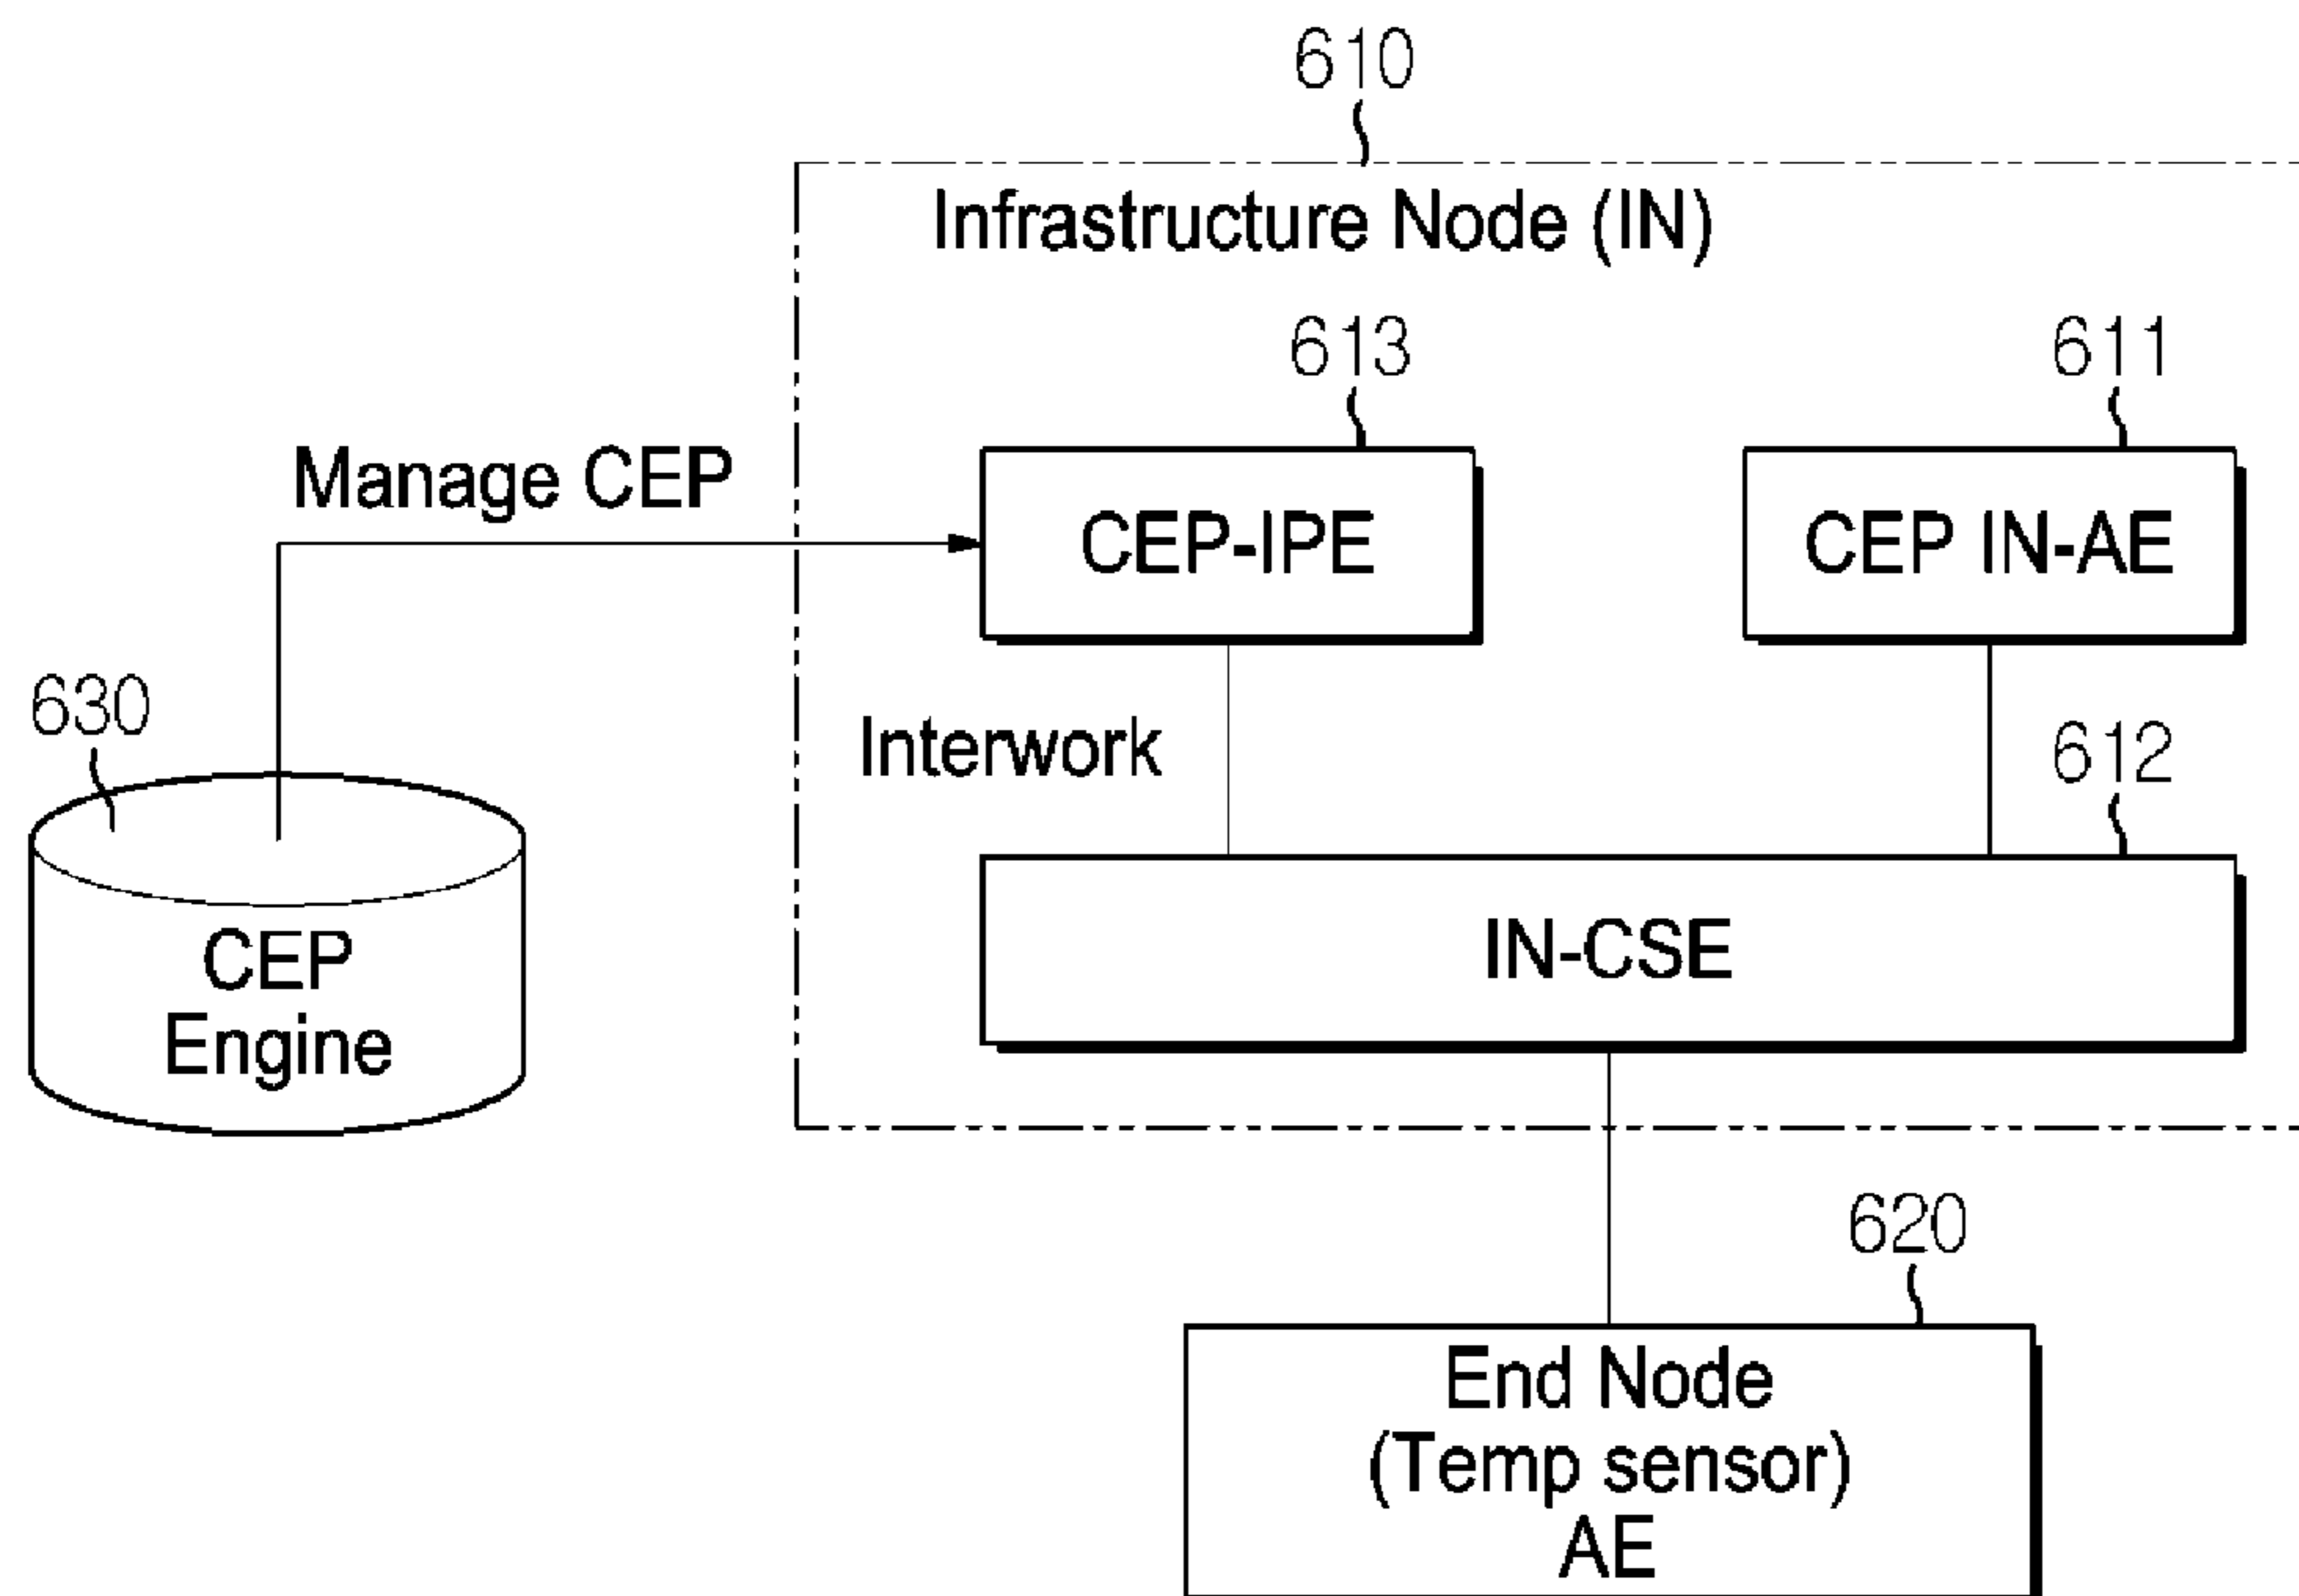 610
Infrastructure Node (IN)
613
611
Manage CEP
CEP-IPE
CEP IN-AE
630
Interwork
612
CEP
Engine
IN-CSE
620
End Node
(Temp sensor)
AE